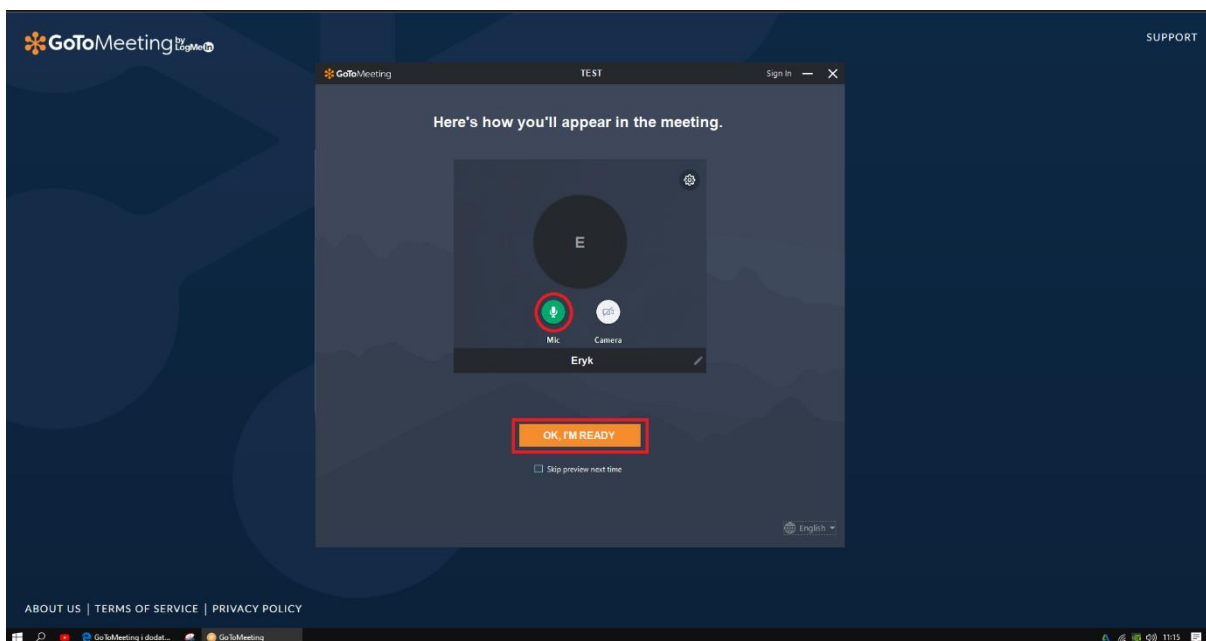 GoToMeeting by LogMeIn
SUPPORT
GoToMeeting
TEST
Sign In
Here's how you'll appear in the meeting.
E
Mic
Camera
Eryk
OK, I'M READY
Skip preview next time
English
ABOUT US | TERMS OF SERVICE | PRIVACY POLICY
GoToMeeting i dodat...
GoToMeeting
11:15